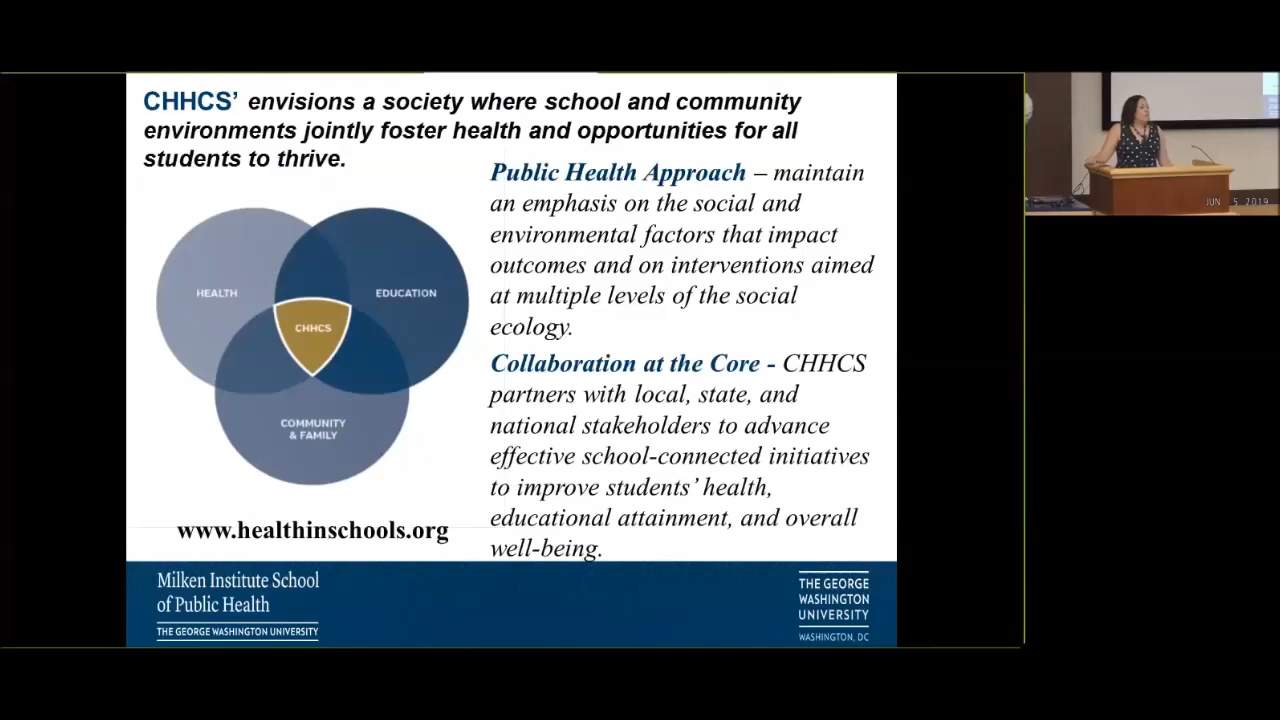 CHHCS’ envisions a society where school and community
environments jointly foster health and opportunities for all
students to thrive.
HEALTH
EDUCATION
CHHCS
COMMUNITY
& FAMILY
www.healthinschools.org
Public Health Approach – maintain
an emphasis on the social and
environmental factors that impact
outcomes and on interventions aimed
at multiple levels of the social
ecology.
Collaboration at the Core - CHHCS
partners with local, state, and
national stakeholders to advance
effective school-connected initiatives
to improve students’ health,
educational attainment, and overall
well-being.
Milken Institute School
of Public Health
THE GEORGE WASHINGTON UNIVERSITY
THE GEORGE
WASHINGTON
UNIVERSITY
WASHINGTON, DC
JUN 5 2019